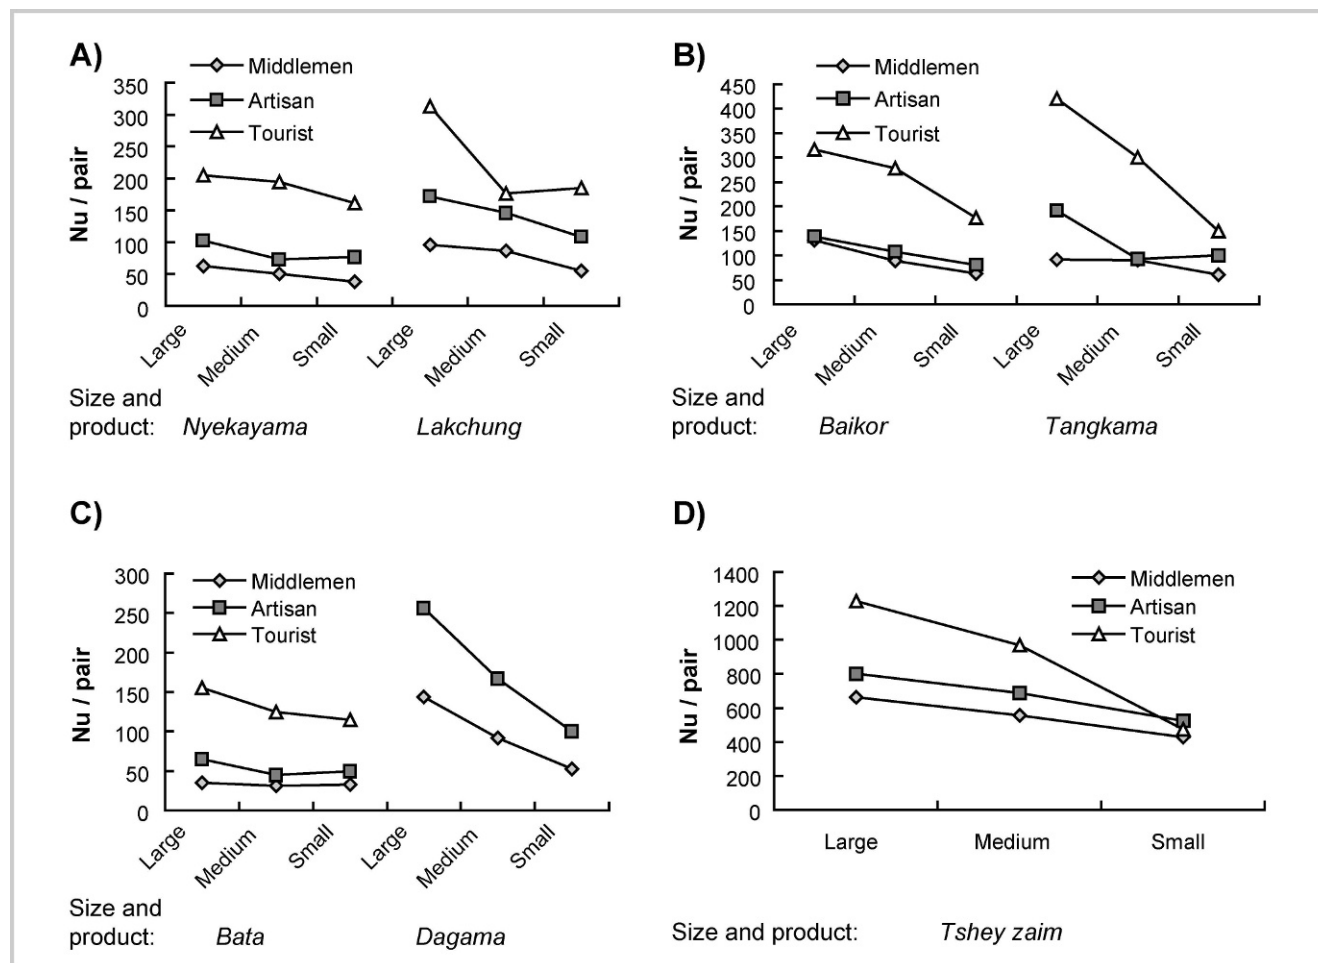 A)
Middlemen
Artisan
Tourist
350
300
250
200
150
100
50
0
Nu / pair
Large
Medium
Small
Large
Medium
Small
Size and
product: Nyekayama Lakchung
B)
Middlemen
Artisan
Tourist
450
400
350
300
250
200
150
100
50
0
Nu / pair
Large
Medium
Small
Large
Medium
Small
Size and
product: Baikor Tangkama
C)
Middlemen
Artisan
Tourist
300
250
200
150
100
50
0
Nu / pair
Large
Medium
Small
Large
Medium
Small
Size and
product: Bata Dagama
D)
Middlemen
Artisan
Tourist
1400
1200
1000
800
600
400
200
0
Nu / pair
Large Medium Small
Size and product: Tshey zaim